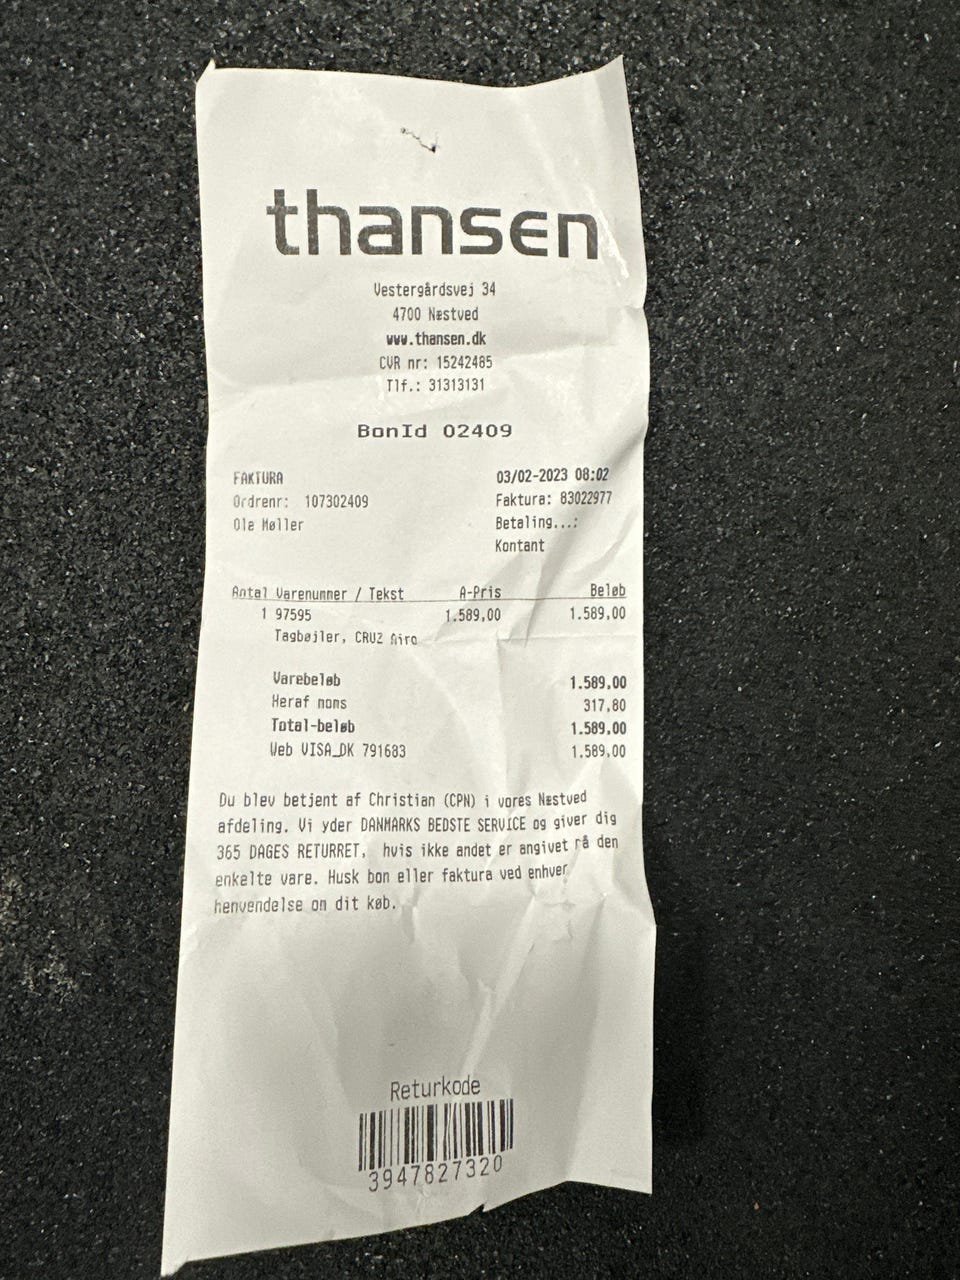 thansen
Vestergårdsvej 34
4700 Næstved
www.thansen.dk
CVR nr: 15242485
Tlf.: 31313131
BonId 02409
FAKTURA 03/02-2023 08:02
Ordrenr: 107302409 Faktura: 83022977
Ole Møller Betaling...:
Kontant
Antal Varenummer / Tekst A-Pris Beløb
1 97595 1.589,00 1.589,00
Tagbøjler, CRUZ Airo
Varebeløb 1.589,00
Heraf moms 317,80
Total-beløb 1.589,00
Web VISA_DK 791683 1.589,00
Du blev betjent af Christian (CPN) i vores Næstved
afdeling. Vi yder DANMARKS BEDSTE SERVICE og giver dig
365 DAGES RETURRET, hvis ikke andet er angivet på den
enkelte vare. Husk bon eller faktura ved enhver
henvendelse om dit køb.
Returkode
3947827320